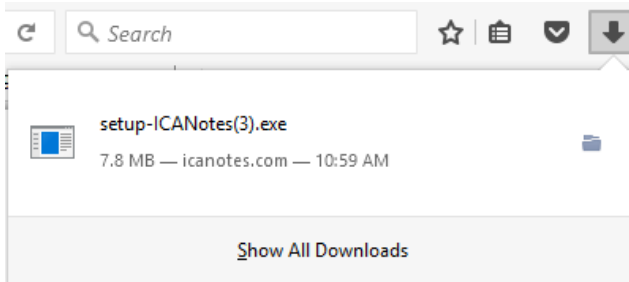 Search
setup-ICANotes(3).exe
7.8 MB — icanotes.com — 10:59 AM
Show All Downloads